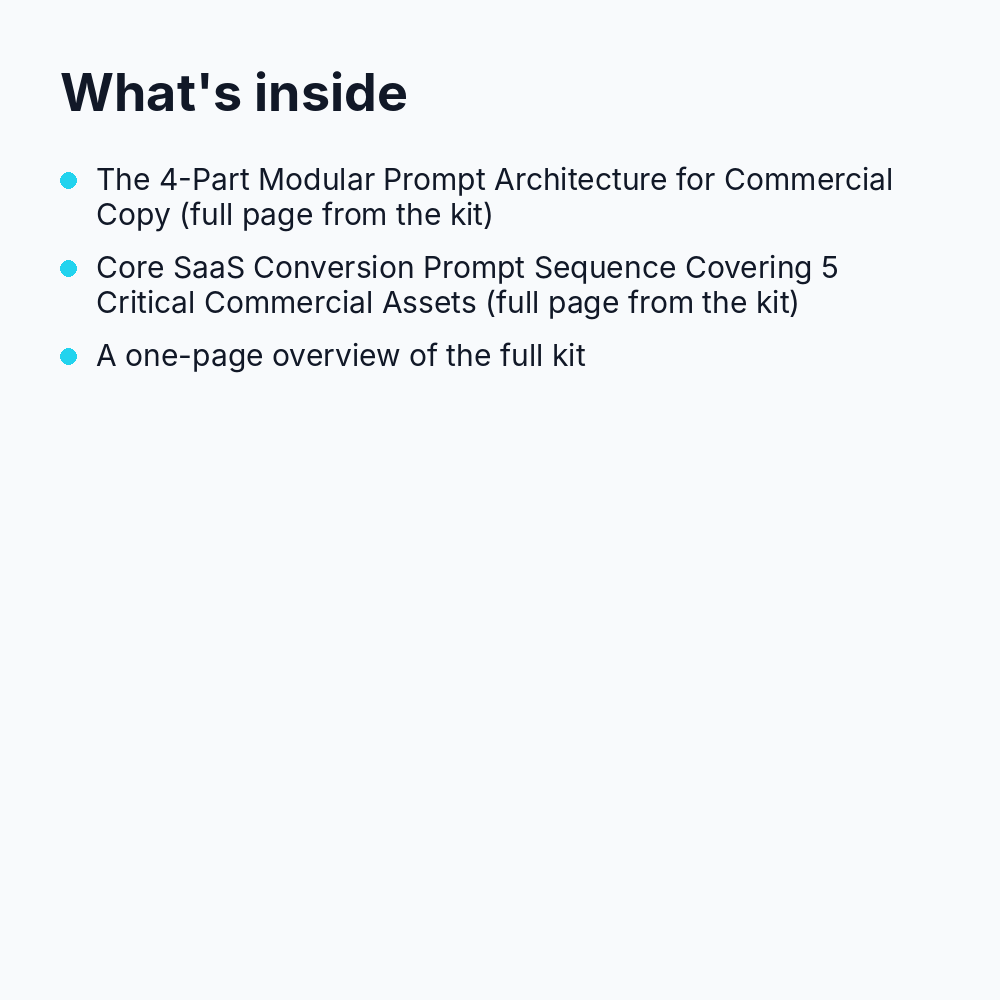 What's inside
The 4-Part Modular Prompt Architecture for Commercial
Copy (full page from the kit)
Core SaaS Conversion Prompt Sequence Covering 5
Critical Commercial Assets (full page from the kit)
A one-page overview of the full kit